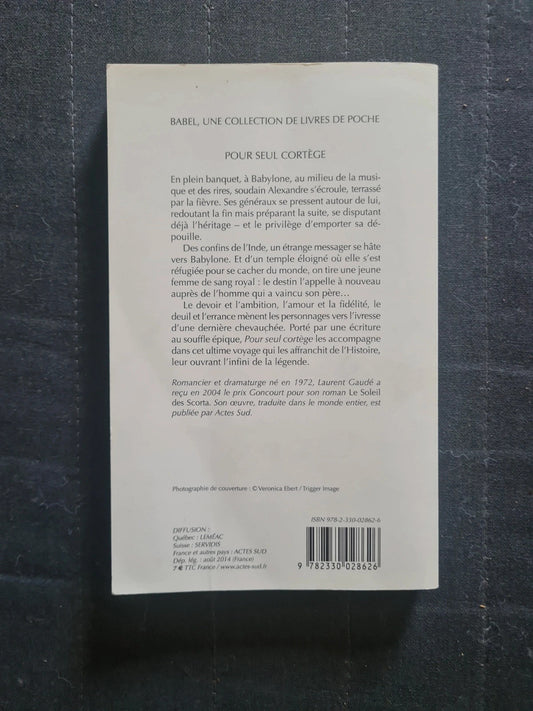 BABEL, UNE COLLECTION DE LIVRES DE POCHE
POUR SEUL CORTÈGE
En plein banquet, à Babylone, au milieu de la musi-
que et des rires, soudain Alexandre s'écroule, terrassé
par la fièvre. Ses généraux se pressent autour de lui,
redoutant la fin mais préparant la suite, se disputant
déjà l'héritage – et le privilège d'emporter sa dé-
pouille.
Des confins de l'Inde, un étrange messager se hâte
vers Babylone. Et d'un temple éloigné où elle s'est
réfugiée pour se cacher du monde, on tire une jeune
femme de sang royal : le destin l'appelle à nouveau
auprès de l'homme qui a vaincu son père…
Le devoir et l'ambition, l'amour et la fidélité, le
deuil et l'errance mènent les personnages vers l'ivresse
d'une dernière chevauchée. Porté par une écriture
au souffle épique, Pour seul cortège les accompagne
dans cet ultime voyage qui les affranchit de l'Histoire,
leur ouvrant l'infini de la légende.
Romancier et dramaturge né en 1972, Laurent Gaudé a
reçu en 2004 le prix Goncourt pour son roman Le Soleil
des Scorta. Son œuvre, traduite dans le monde entier, est
publiée par Actes Sud.
Photographie de couverture : © Veronica Ebert / Trigger Image
DIFFUSION :
Québec : LEMÉAC
Suisse : SERVIDIS
France et autres pays : ACTES SUD
Dép. lég. : août 2014 (France)
7 € TTC France / www.actes-sud.fr
ISBN 978-2-330-02862-6
9 782330 028626